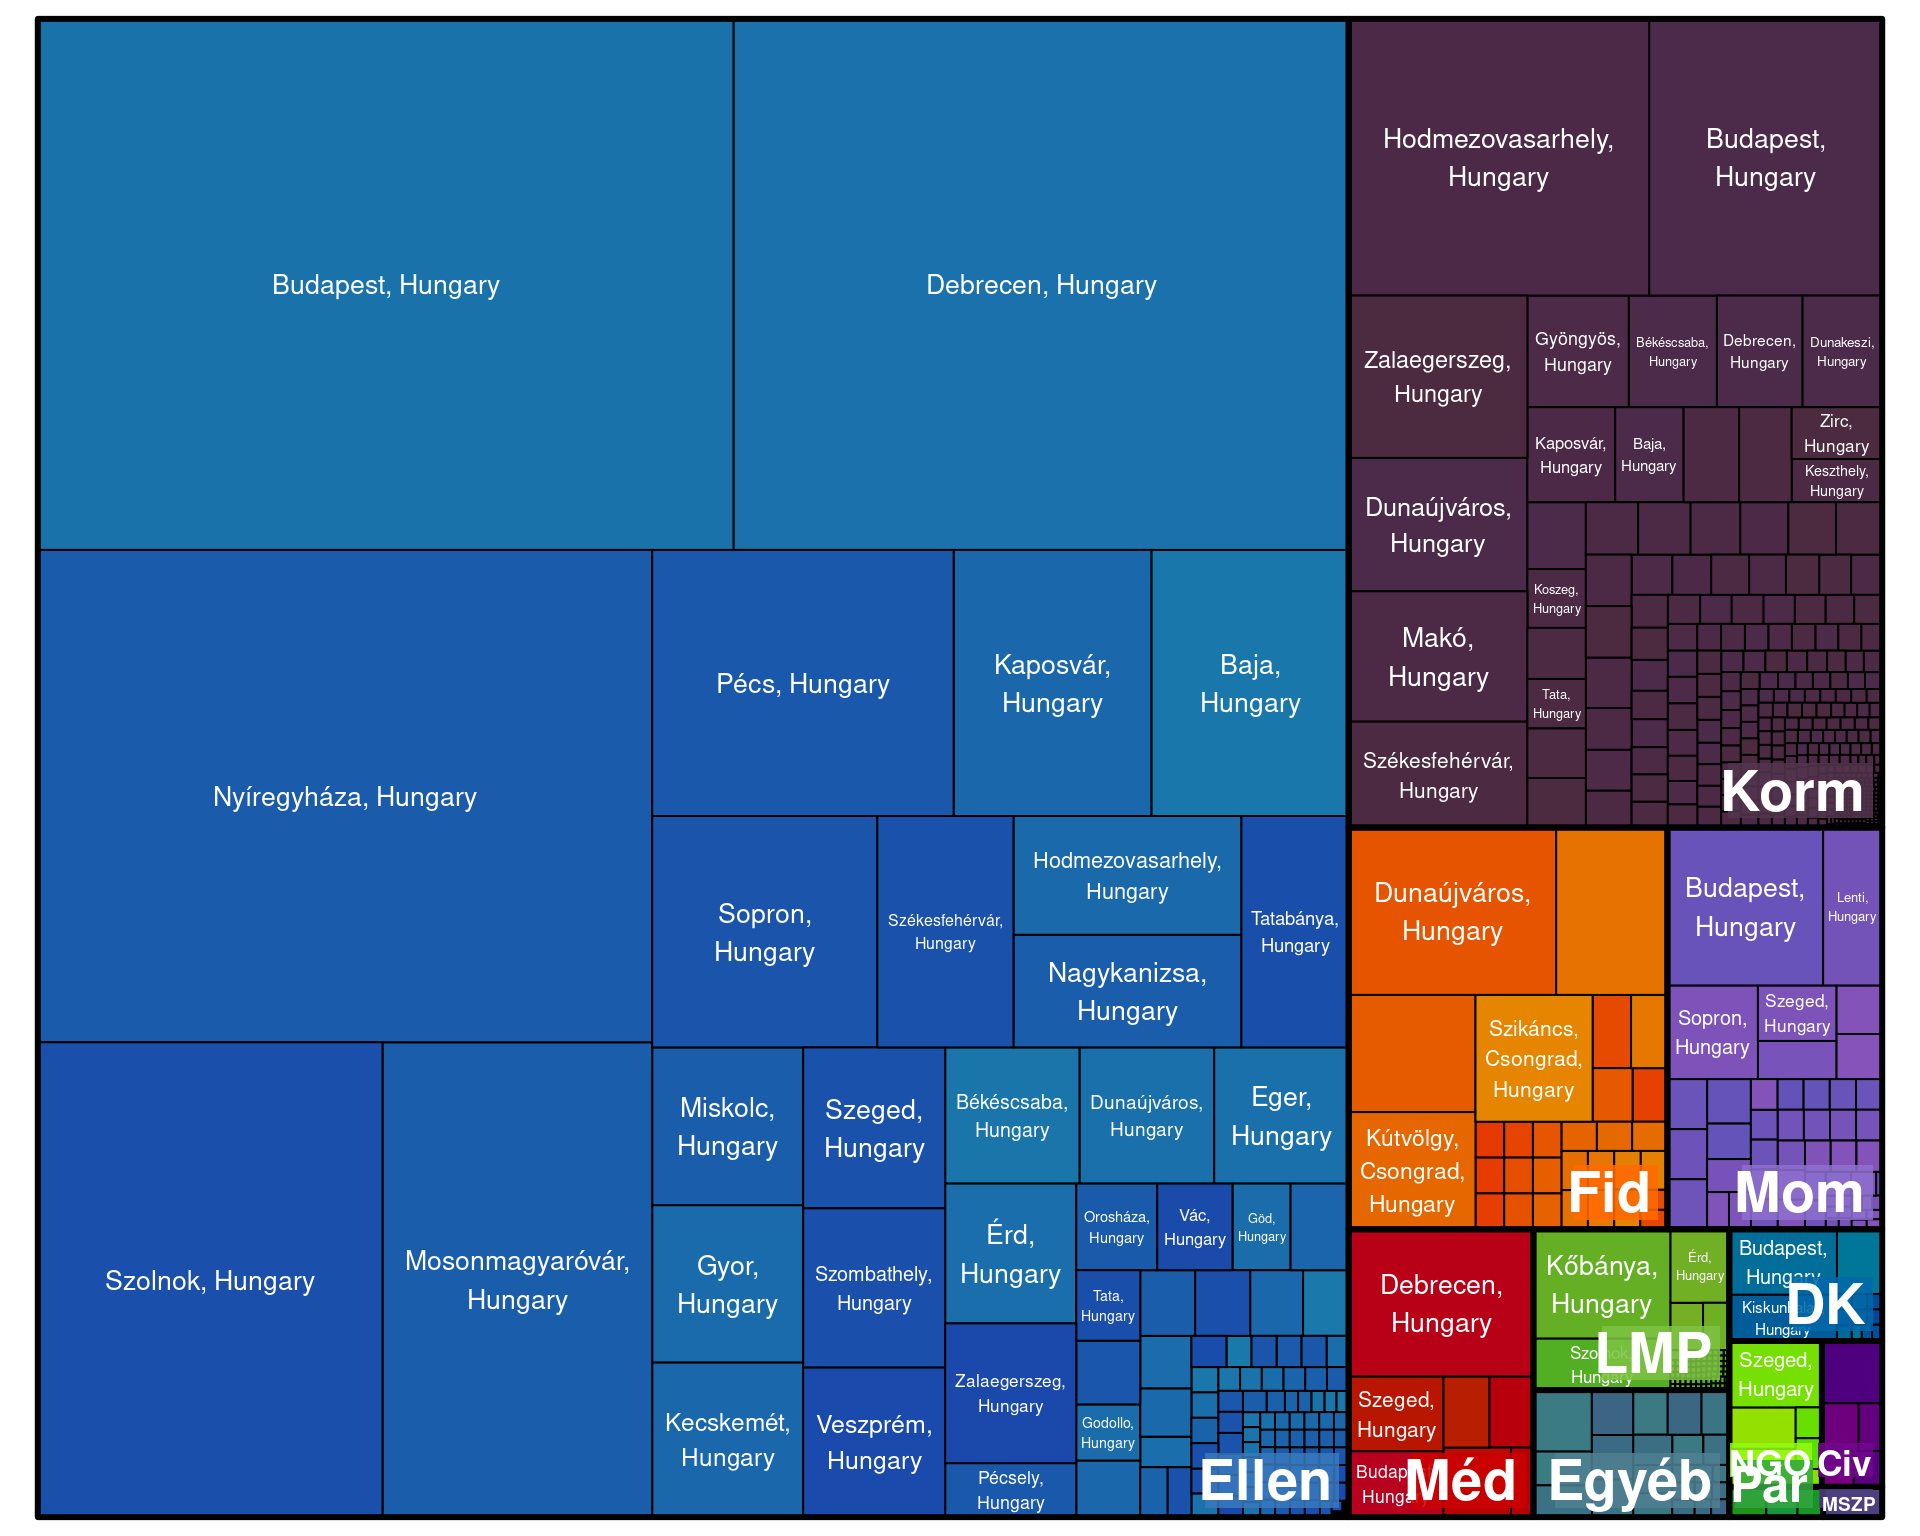 Budapest, Hungary
Debrecen, Hungary
Nyíregyháza, Hungary
Pécs, Hungary
Kaposvár,
Hungary
Baja,
Hungary
Sopron,
Hungary
Székesfehérvár,
Hungary
Hodmezovasarhely,
Hungary
Nagykanizsa,
Hungary
Tatabánya,
Hungary
Szolnok, Hungary
Mosonmagyaróvár,
Hungary
Miskolc,
Hungary
Szeged,
Hungary
Békéscsaba,
Hungary
Dunaújváros,
Hungary
Eger,
Hungary
Gyor,
Hungary
Szombathely,
Hungary
Érd,
Hungary
Orosháza,
Hungary
Vác,
Hungary
Göd,
Hungary
Tata,
Hungary
Kecskemét,
Hungary
Veszprém,
Hungary
Zalaegerszeg,
Hungary
Godollo,
Hungary
Pécsely,
Hungary
Ellen
Hodmezovasarhely,
Hungary
Budapest,
Hungary
Zalaegerszeg,
Hungary
Gyöngyös,
Hungary
Békéscsaba,
Hungary
Debrecen,
Hungary
Dunakeszi,
Hungary
Kaposvár,
Hungary
Baja,
Hungary
Zirc,
Hungary
Keszthely,
Hungary
Dunaújváros,
Hungary
Koszeg,
Hungary
Makó,
Hungary
Tata,
Hungary
Székesfehérvár,
Hungary
Korm
Dunaújváros,
Hungary
Szikáncs,
Csongrad,
Hungary
Kútvölgy,
Csongrad,
Hungary
Fid
Budapest,
Hungary
Lenti,
Hungary
Sopron,
Hungary
Szeged,
Hungary
Mom
Debrecen,
Hungary
Szeged,
Hungary
Méd
Kőbánya,
Hungary
Érd,
Hungary
Hungary
LMP
Egyéb
Budapest,
Hungary
Hungary
DK
Szeged,
Hungary
NGO
Civ
Pár
MSZP